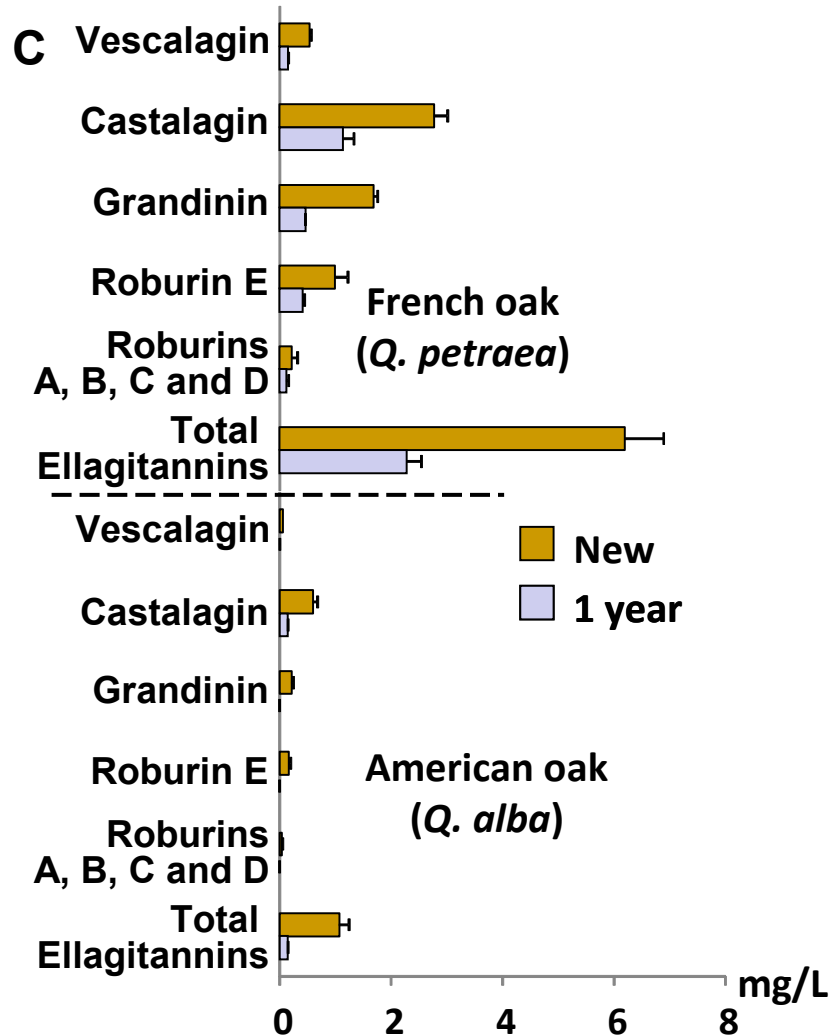 C
Vescalagin
Castalagin
Grandinin
Roburin E
Roburins
A, B, C and D
Total
Ellagitannins
French oak
(Q. petraea)
Vescalagin
Castalagin
Grandinin
Roburin E
Roburins
A, B, C and D
Total
Ellagitannins
New
1 year
American oak
(Q. alba)
0 2 4 6 8
mg/L